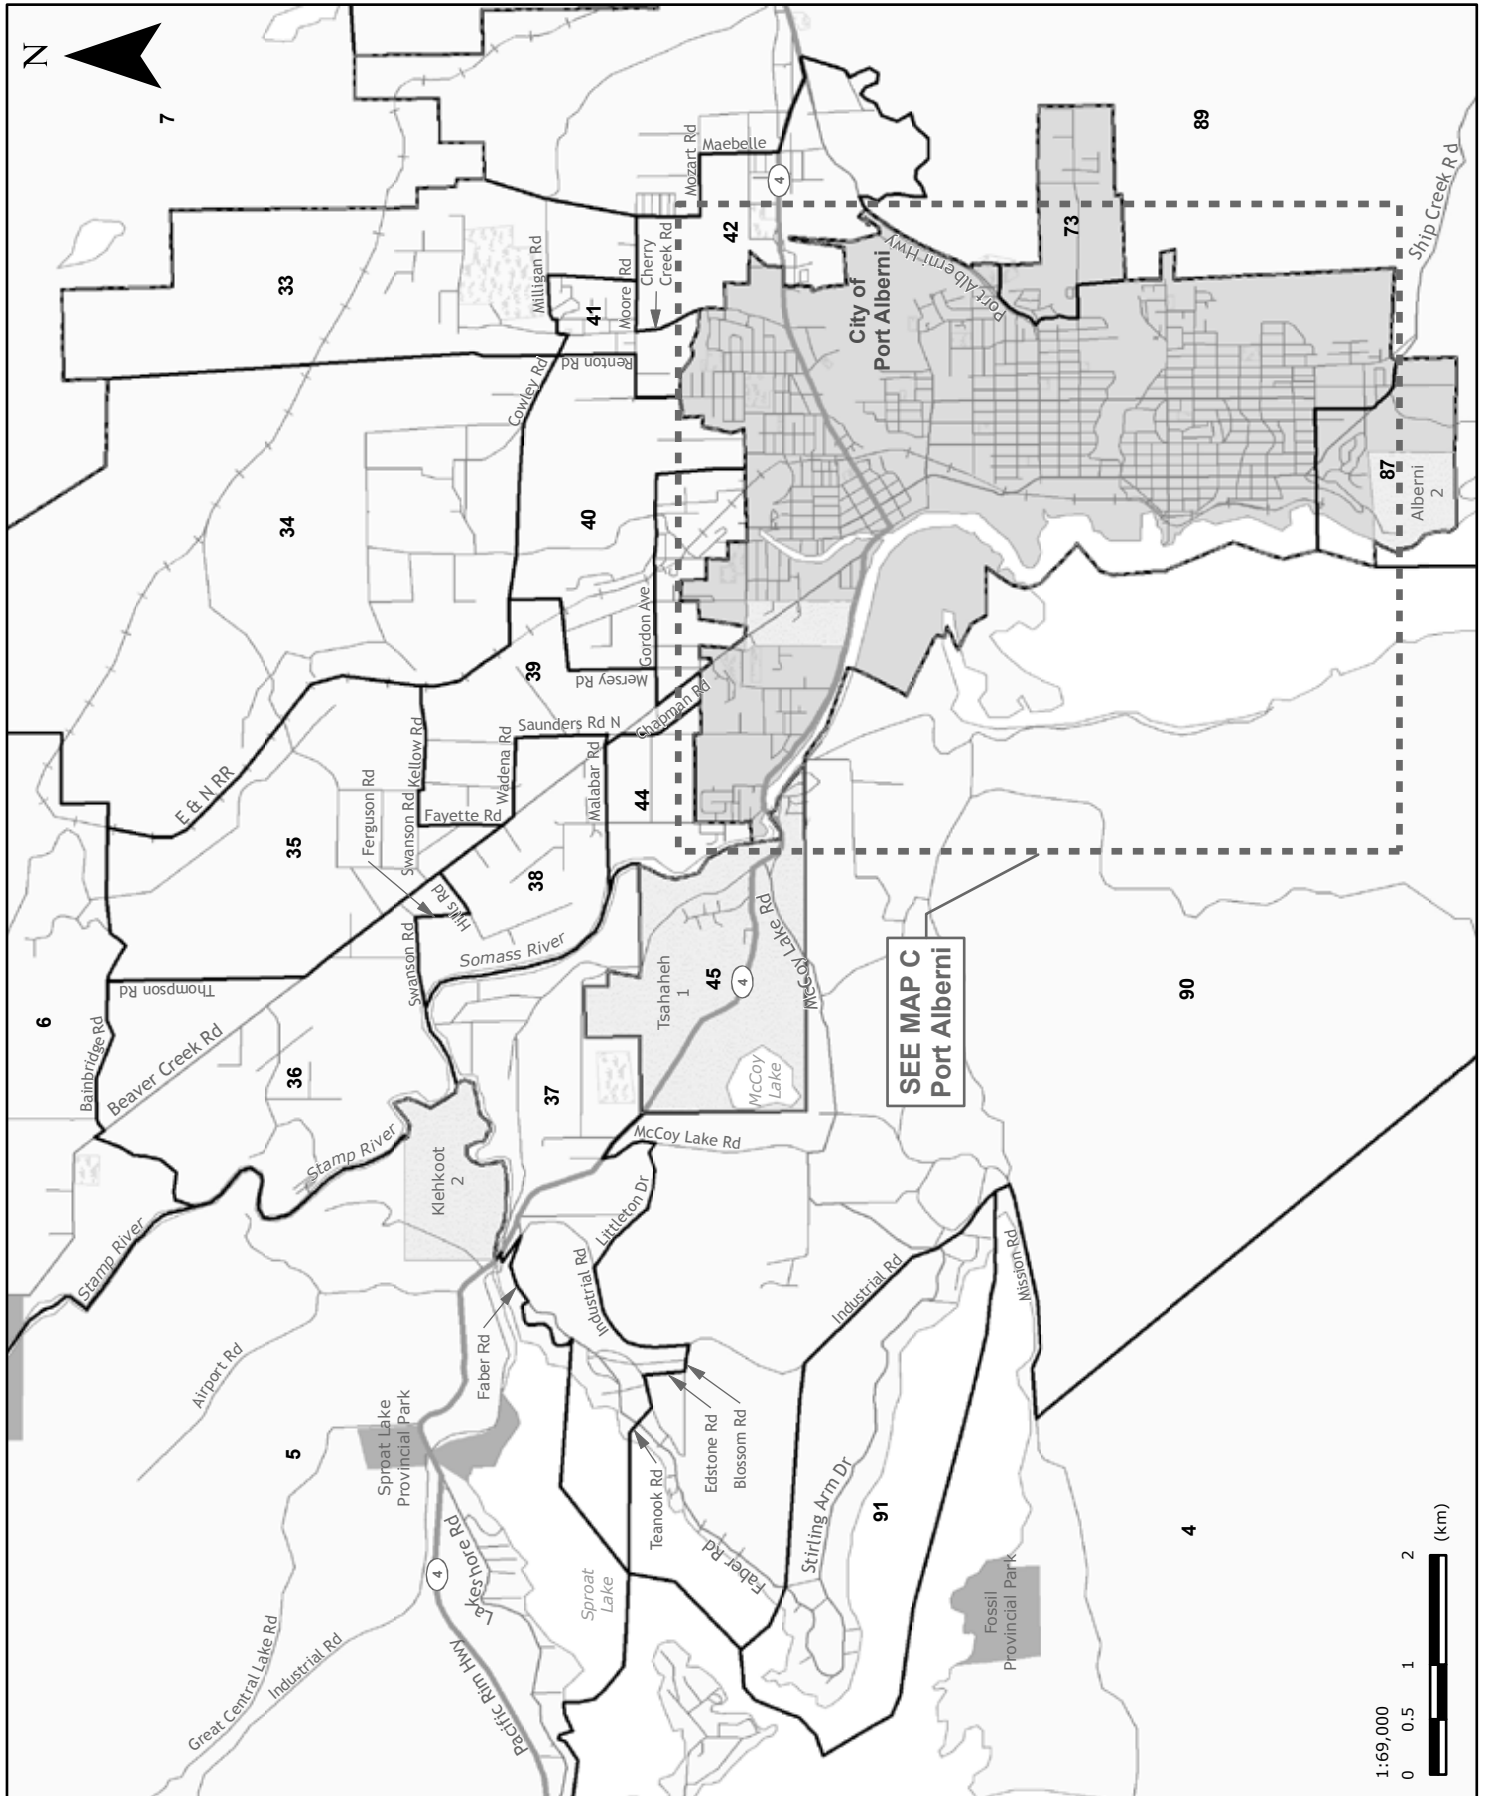 N
7
33
34
35
6
36
5
41
42
40
39
38
44
37
45
73
89
87
90
91
4
Mozart Rd
Maebelle
4
Milligan Rd
Moore Rd
Cherry
Creek Rd
Renton Rd
Cowley Rd
City of
Port Alberni
Port Alberni Hwy
Ship Creek Rd
Alberni
2
Gordon Ave
Mersey Rd
Chapman Rd
Saunders Rd N
Wadena Rd
Kellow Rd
Swanson Rd
Fayette Rd
Malabar Rd
Ferguson Rd
E & N RR
Hills Rd
Swanson Rd
Somass River
Thompson Rd
Bainbridge Rd
Beaver Creek Rd
Stamp River
Stamp River
Klehkoot
2
Tsahaheh
1
4
McCoy Lake Rd
McCoy
Lake
McCoy Lake Rd
SEE MAP C
Port Alberni
Littleton Dr
Industrial Rd
Industrial Rd
Mission Rd
Airport Rd
Faber Rd
Sproat Lake
Provincial Park
Edstone Rd
Blossom Rd
Teanook Rd
Faber Rd
Stirling Arm Dr
Lakeshore Rd
4
Sproat
Lake
Great Central Lake Rd
Industrial Rd
Pacific Rim Hwy
Fossil
Provincial Park
1:69,000
0 0.5 1 2 (km)